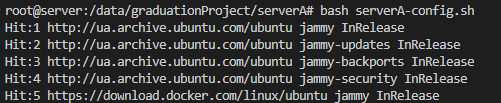 root@server:/data/graduationProject/serverA# bash serverA-config.sh
Hit:1 http://ua.archive.ubuntu.com/ubuntu jammy InRelease
Hit:2 http://ua.archive.ubuntu.com/ubuntu jammy-updates InRelease
Hit:3 http://ua.archive.ubuntu.com/ubuntu jammy-backports InRelease
Hit:4 http://ua.archive.ubuntu.com/ubuntu jammy-security InRelease
Hit:5 https://download.docker.com/linux/ubuntu jammy InRelease